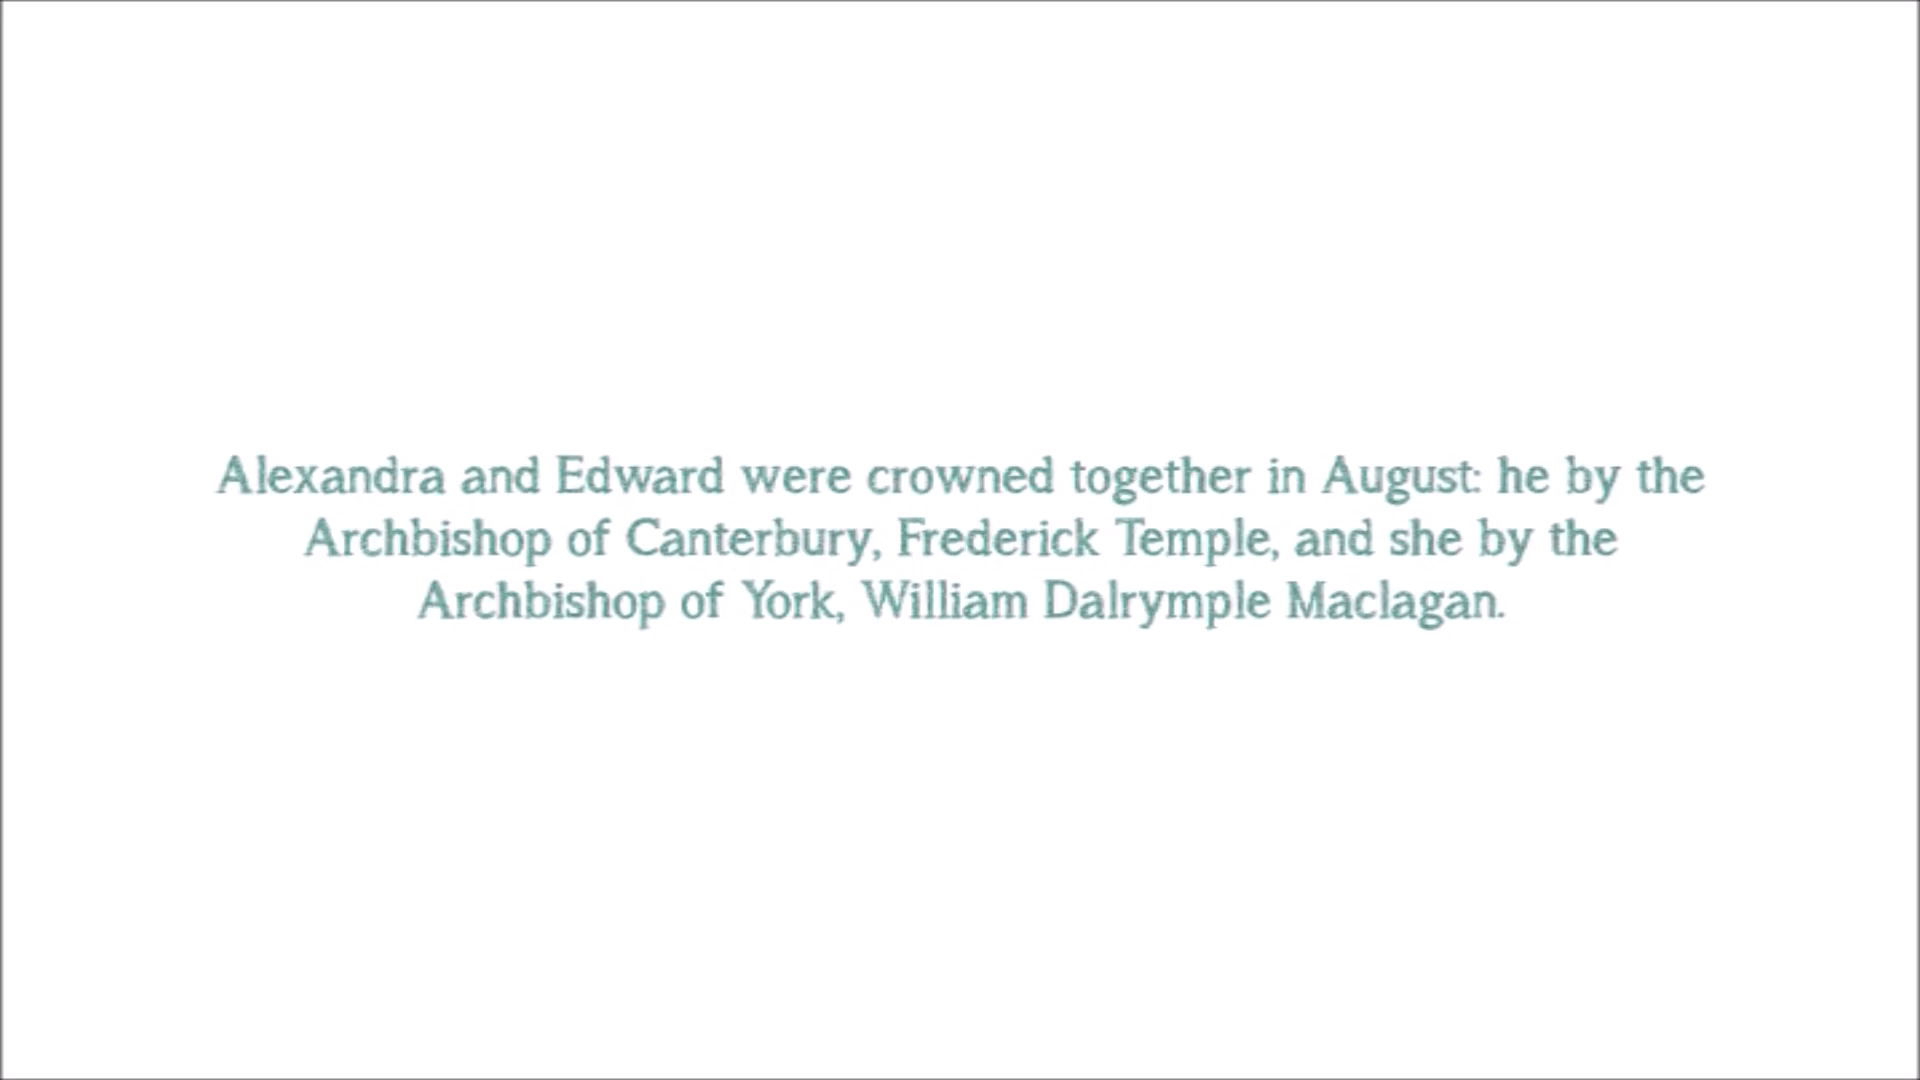 Alexandra and Edward were crowned together in August: he by the
Archbishop of Canterbury, Frederick Temple, and she by the
Archbishop of York, William Dalrymple Maclagan.